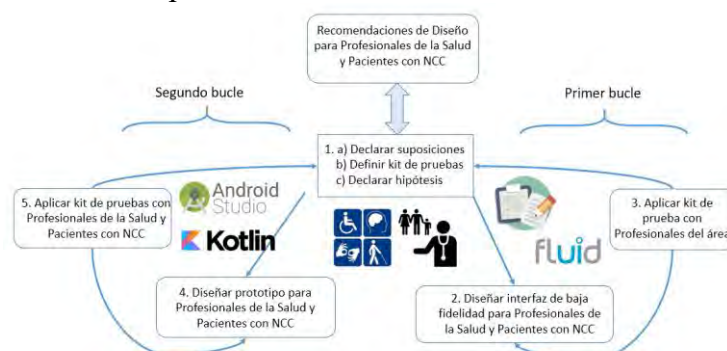 Recomendaciones de Diseño
para Profesionales de la Salud
y Pacientes con NCC
Segundo bucle
Primer bucle
1. a) Declarar suposiciones
b) Definir kit de pruebas
c) Declarar hipótesis
5. Aplicar kit de pruebas con
Profesionales de la Salud y
Pacientes con NCC
Android
Studio
Kotlin
fluid
3. Aplicar kit de
prueba con
Profesionales del área
4. Diseñar prototipo para
Profesionales de la Salud y
Pacientes con NCC
2. Diseñar interfaz de baja
fidelidad para Profesionales de
la Salud y Pacientes con NCC